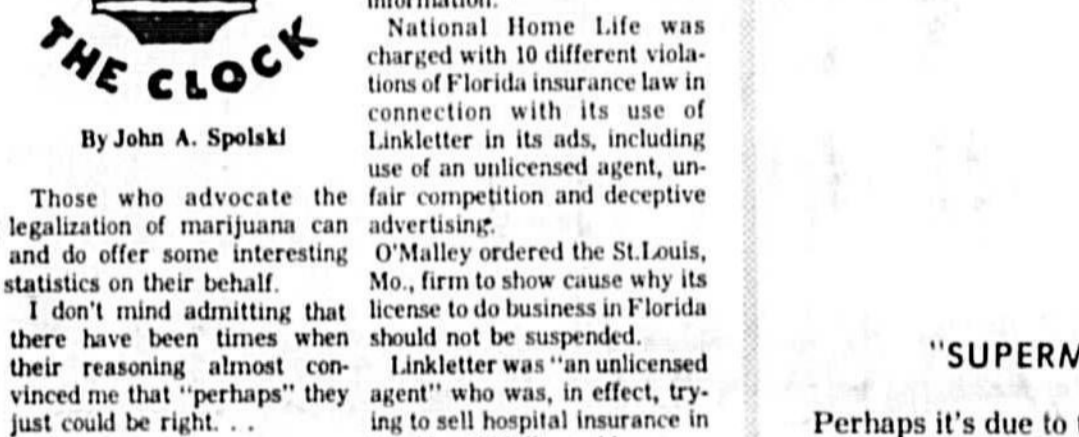 THE CLOCK
By John A. Spolski
Those who advocate the
legalization of marijuana can
and do offer some interesting
statistics on their behalf.
I don't mind admitting that
there have been times when
their reasoning almost con-
vinced me that "perhaps" they
just could be right. . .
information.
National Home Life was
charged with 10 different viola-
tions of Florida insurance law in
connection with its use of
Linkletter in its ads, including
use of an unlicensed agent, un-
fair competition and deceptive
advertising.
O'Malley ordered the St.Louis,
Mo., firm to show cause why its
license to do business in Florida
should not be suspended.
Linkletter was "an unlicensed
agent" who was, in effect, try-
ing to sell hospital insurance in
"SUPERM
Perhaps it's due to